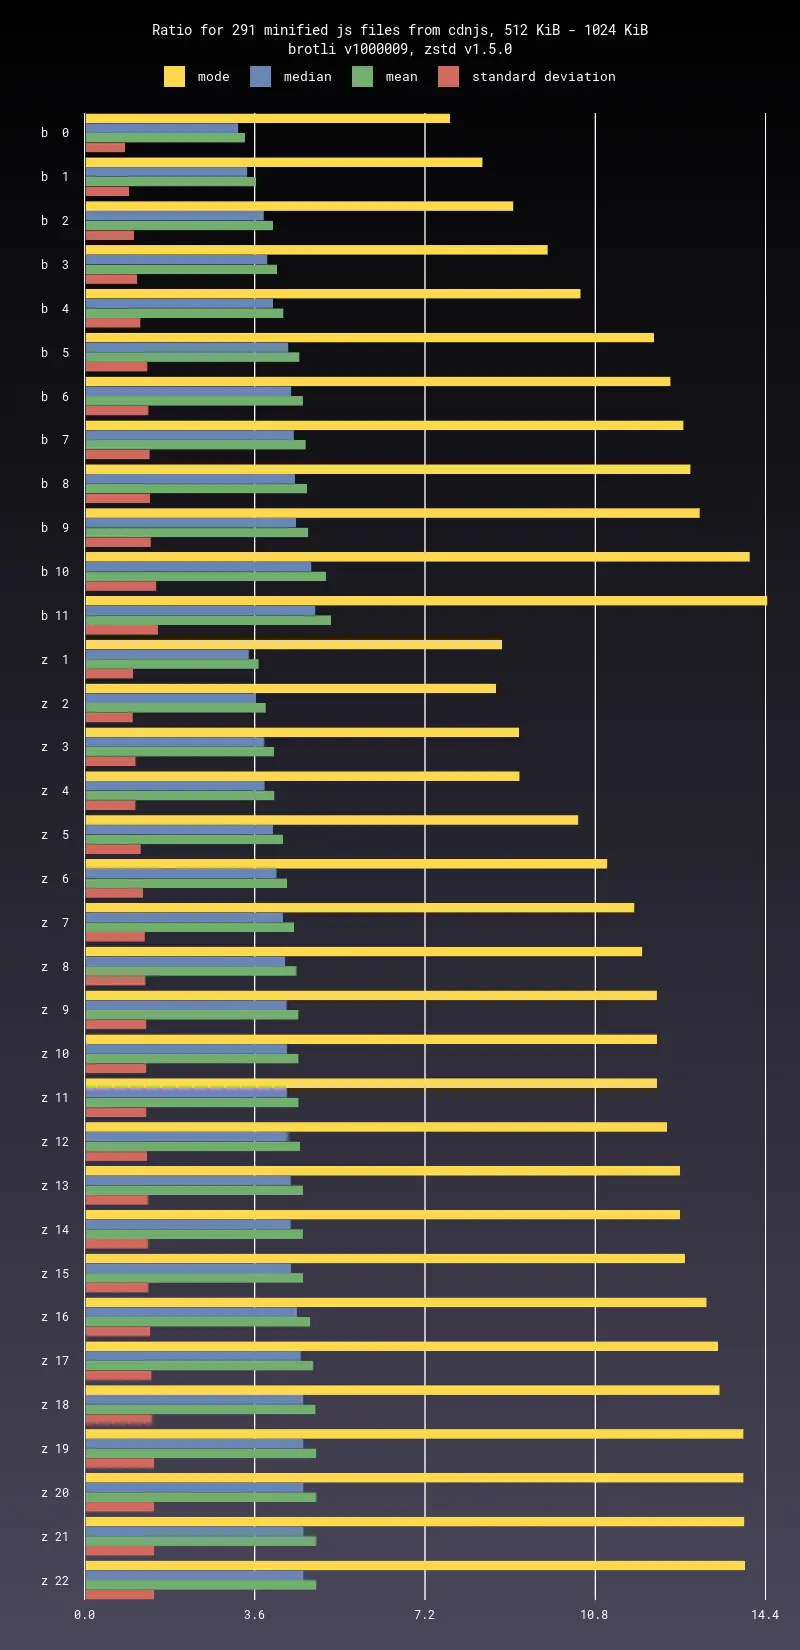 Ratio for 291 minified js files from cdnjs, 512 KiB - 1024 KiB
brotli v1000009, zstd v1.5.0
mode median mean standard deviation
b 0
b 1
b 2
b 3
b 4
b 5
b 6
b 7
b 8
b 9
b 10
b 11
z 1
z 2
z 3
z 4
z 5
z 6
z 7
z 8
z 9
z 10
z 11
z 12
z 13
z 14
z 15
z 16
z 17
z 18
z 19
z 20
z 21
z 22
0.0 3.6 7.2 10.8 14.4